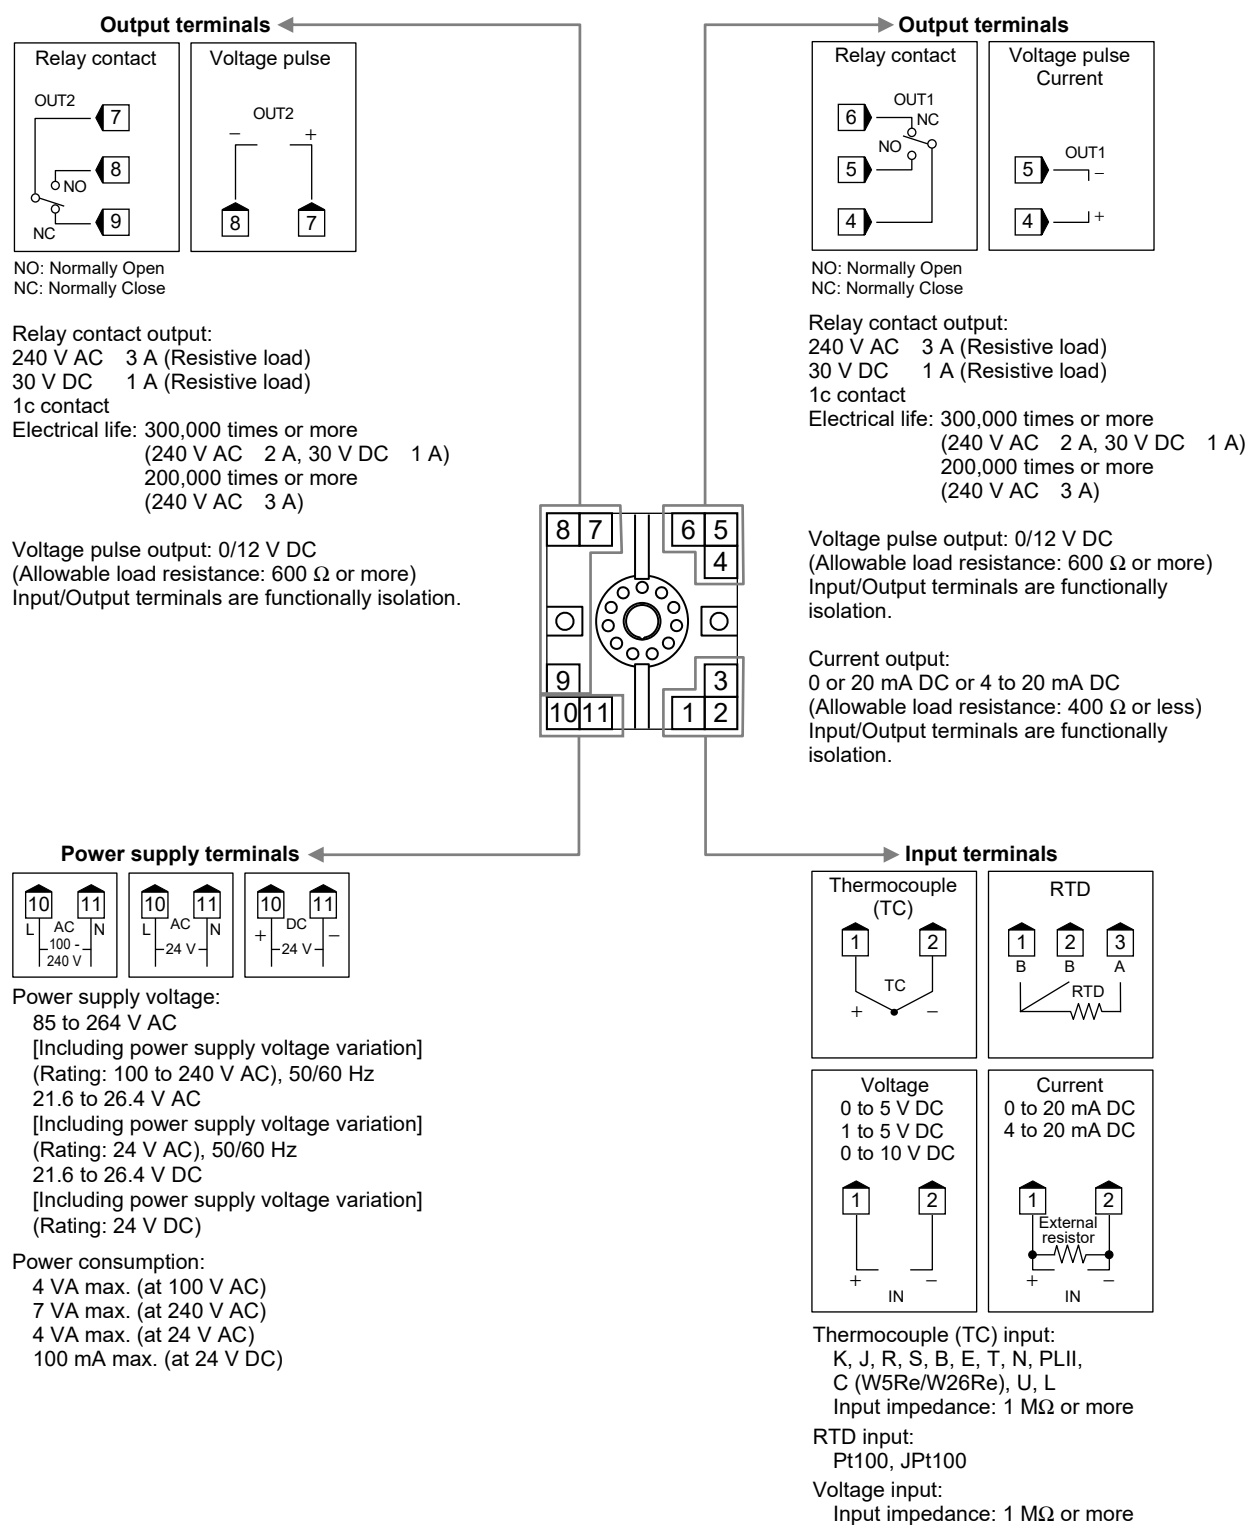 Output terminals
Relay contact
OUT2
7
8
NO
9
NC
Voltage pulse
OUT2
− +
8 7
NO: Normally Open
NC: Normally Close
Relay contact output:
240 V AC 3 A (Resistive load)
30 V DC 1 A (Resistive load)
1c contact
Electrical life: 300,000 times or more
(240 V AC 2 A, 30 V DC 1 A)
200,000 times or more
(240 V AC 3 A)
Voltage pulse output: 0/12 V DC
(Allowable load resistance: 600 Ω or more)
Input/Output terminals are functionally isolation.
Output terminals
Relay contact
OUT1
6
NC
NO
5
4
Voltage pulse
Current
OUT1
5 −
4 +
NO: Normally Open
NC: Normally Close
Relay contact output:
240 V AC 3 A (Resistive load)
30 V DC 1 A (Resistive load)
1c contact
Electrical life: 300,000 times or more
(240 V AC 2 A, 30 V DC 1 A)
200,000 times or more
(240 V AC 3 A)
Voltage pulse output: 0/12 V DC
(Allowable load resistance: 600 Ω or more)
Input/Output terminals are functionally
isolation.
Current output:
0 or 20 mA DC or 4 to 20 mA DC
(Allowable load resistance: 400 Ω or less)
Input/Output terminals are functionally
isolation.
8 7 6 5
4
9 3
10 11 1 2
Power supply terminals
10 11
L AC N
100 -
240 V
10 11
L AC N
24 V
10 11
+ DC −
24 V
Power supply voltage:
85 to 264 V AC
[Including power supply voltage variation]
(Rating: 100 to 240 V AC), 50/60 Hz
21.6 to 26.4 V AC
[Including power supply voltage variation]
(Rating: 24 V AC), 50/60 Hz
21.6 to 26.4 V DC
[Including power supply voltage variation]
(Rating: 24 V DC)
Power consumption:
4 VA max. (at 100 V AC)
7 VA max. (at 240 V AC)
4 VA max. (at 24 V AC)
100 mA max. (at 24 V DC)
Input terminals
Thermocouple
(TC)
1 2
TC
+ −
RTD
1 2 3
B B A
RTD
Voltage
0 to 5 V DC
1 to 5 V DC
0 to 10 V DC
1 2
+ −
IN
Current
0 to 20 mA DC
4 to 20 mA DC
1 2
External
resistor
+ −
IN
Thermocouple (TC) input:
K, J, R, S, B, E, T, N, PLII,
C (W5Re/W26Re), U, L
Input impedance: 1 MΩ or more
RTD input:
Pt100, JPt100
Voltage input:
Input impedance: 1 MΩ or more